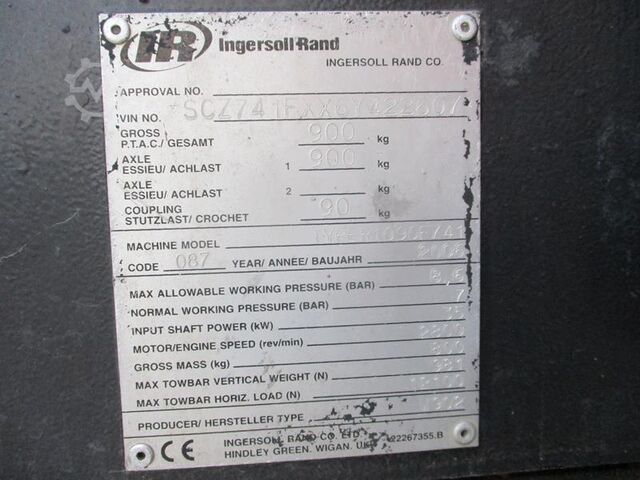 IR Ingersoll-Rand
INGERSOLL RAND CO.
APPROVAL NO.
VIN NO.
GROSS 900 kg
P.T.A.C./ GESAMT
AXLE 900
ESSIEU/ ACHLAST 1 kg
AXLE
ESSIEU/ ACHLAST 2 kg
COUPLING 90
STUTZLAST/ CROCHET kg
MACHINE MODEL
CODE 087 YEAR/ ANNEE/ BAUJAHR
MAX ALLOWABLE WORKING PRESSURE (BAR)
NORMAL WORKING PRESSURE (BAR) 7
INPUT SHAFT POWER (kW)
MOTOR/ENGINE SPEED (rev/min) 2800
GROSS MASS (kg)
MAX TOWBAR VERTICAL WEIGHT (N)
MAX TOWBAR HORIZ. LOAD (N)
PRODUCER/ HERSTELLER TYPE
CE INGERSOLL RAND CO. LTD 22267355.B
HINDLEY GREEN. WIGAN. UK